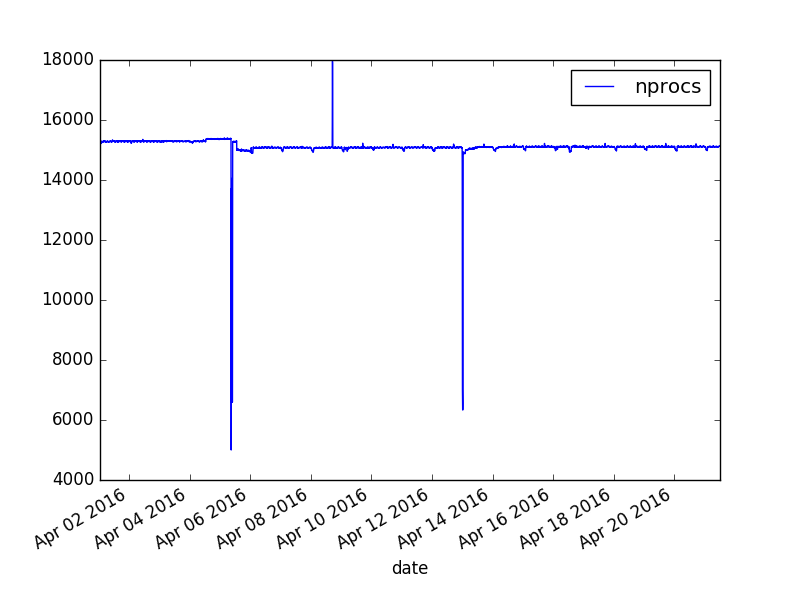 18000
16000
14000
12000
10000
8000
6000
4000
nprocs
Apr 02 2016
Apr 04 2016
Apr 06 2016
Apr 08 2016
Apr 10 2016
Apr 12 2016
Apr 14 2016
Apr 16 2016
Apr 18 2016
Apr 20 2016
date